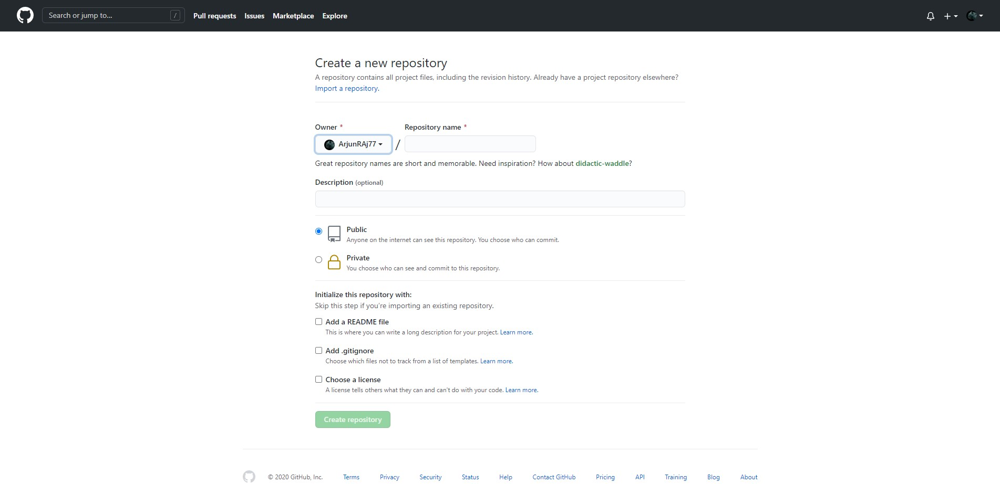 Search or jump to... /
Pull requests Issues Marketplace Explore
Create a new repository
A repository contains all project files, including the revision history. Already have a project repository elsewhere?
Import a repository.
Owner * Repository name *
ArjunRAj77 /
Great repository names are short and memorable. Need inspiration? How about didactic-waddle?
Description (optional)
Public
Anyone on the internet can see this repository. You choose who can commit.
Private
You choose who can see and commit to this repository.
Initialize this repository with:
Skip this step if you're importing an existing repository.
Add a README file
This is where you can write a long description for your project. Learn more.
Add .gitignore
Choose which files not to track from a list of templates. Learn more.
Choose a license
A license tells others what they can and can't do with your code. Learn more.
Create repository
© 2020 GitHub, Inc. Terms Privacy Security Status Help Contact GitHub Pricing API Training Blog About